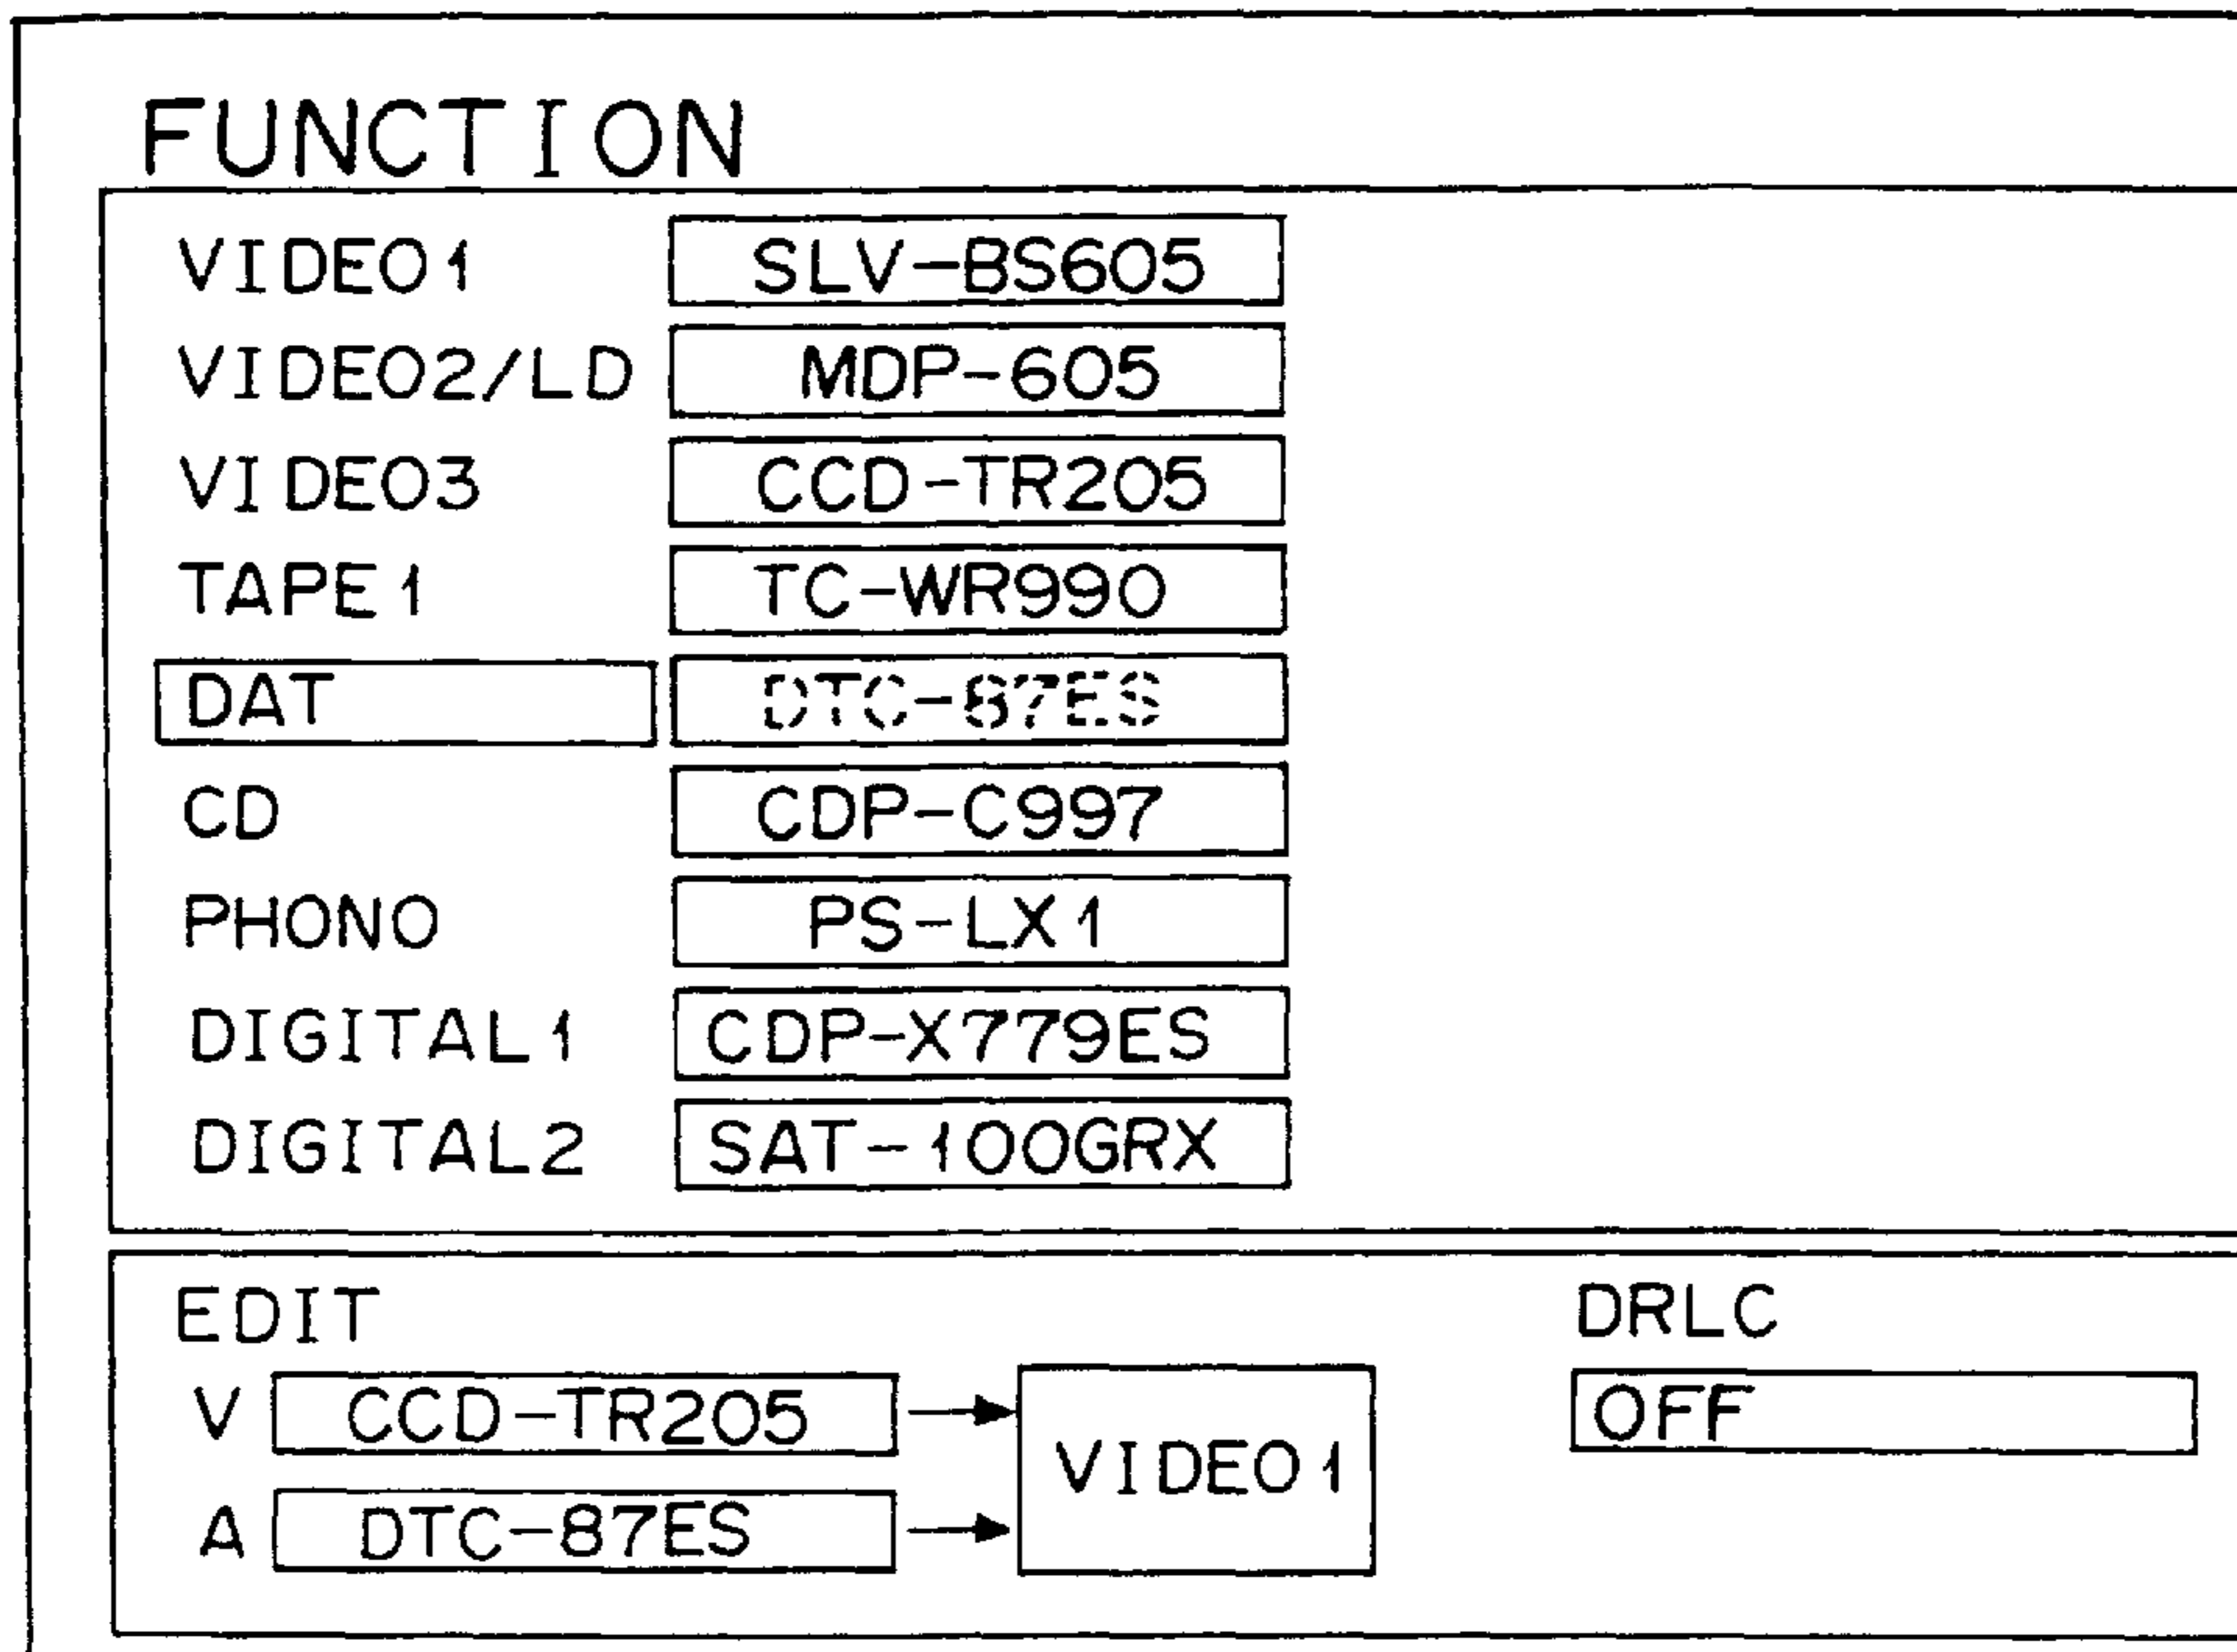 FUNCTION
VIDEO1 SLV-BS605
VIDEO2/LD MDP-605
VIDEO3 CCD-TR205
TAPE1 TC-WR990
DAT DTC-87ES
CD CDP-C997
PHONO PS-LX1
DIGITAL1 CDP-X779ES
DIGITAL2 SAT-100GRX
EDIT DRLC
V CCD-TR205 OFF
VIDEO1
A DTC-87ES